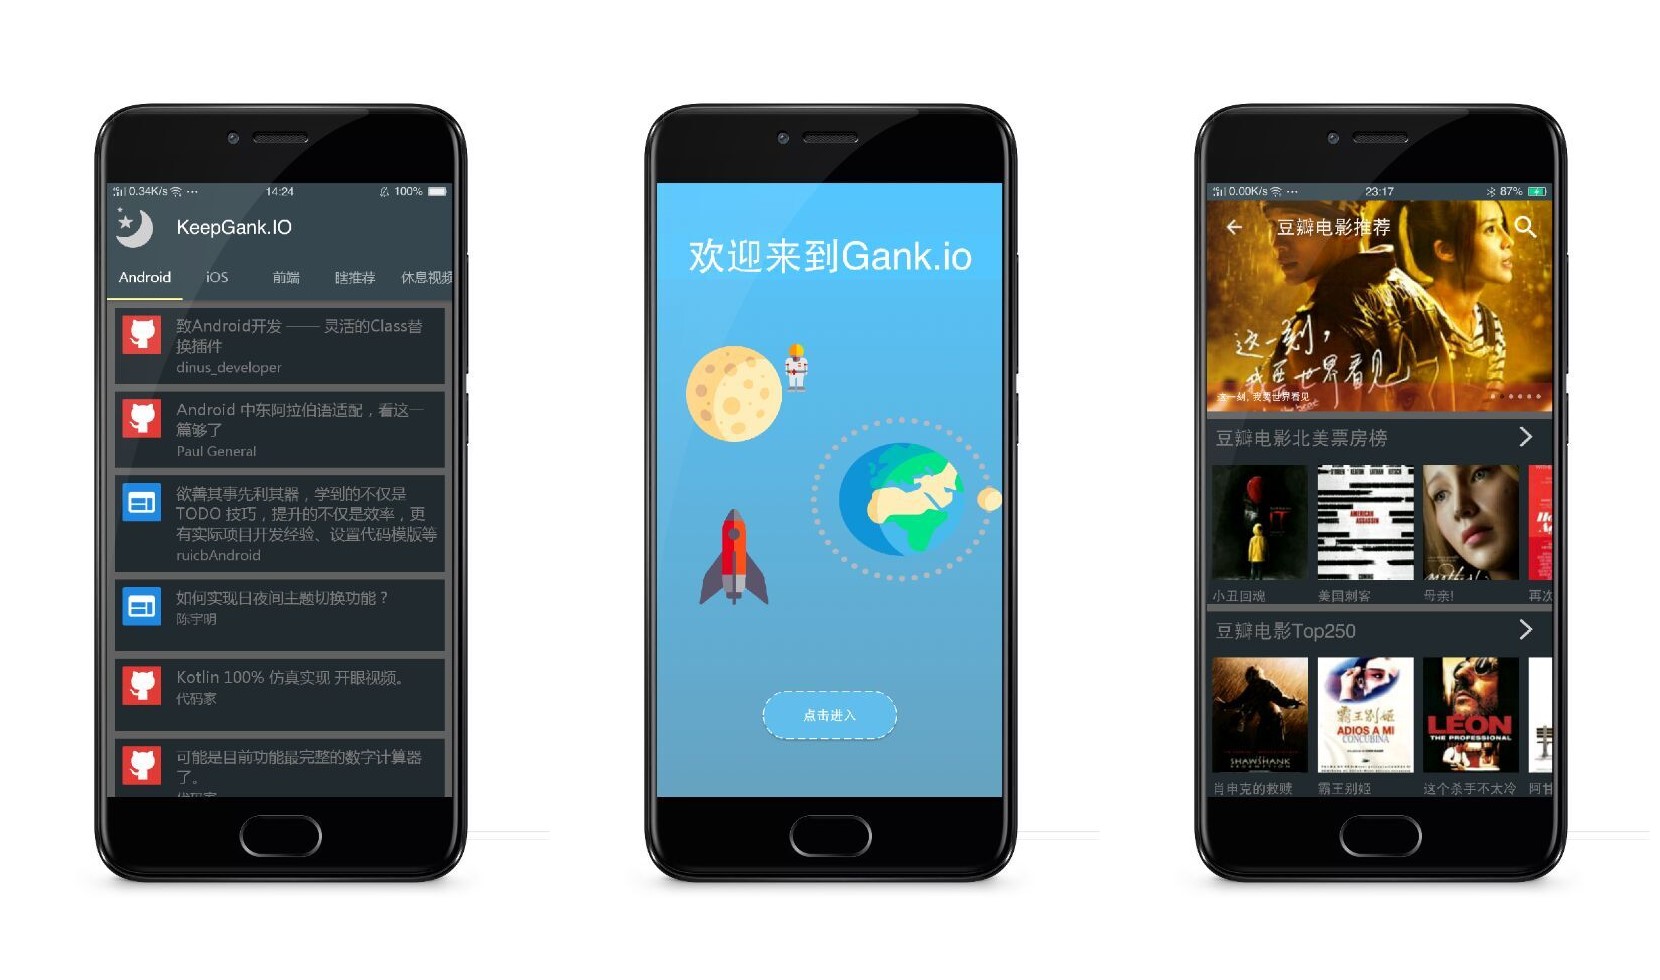 0.34K/s ··· 14:24 100%
KeepGank.IO
Android iOS 前端 瞎推荐 休息视频
致Android开发 —— 灵活的Class替
换插件
dinus_developer
Android 中东阿拉伯语适配，看这一
篇够了
Paul General
欲善其事先利其器，学到的不仅是
TODO 技巧，提升的不仅是效率，更
有实际项目开发经验、设置代码模版等
ruicbAndroid
如何实现日夜间主题切换功能？
陈宇明
Kotlin 100% 仿真实现 开眼视频。
代码家
可能是目前功能最完整的数字计算器
了。
欢迎来到Gank.io
点击进入
0.00K/s ··· 23:17 87%
豆瓣电影推荐
这一刻，
我要世界看见
这一刻，我要世界看见
豆瓣电影北美票房榜
IT
AMERICAN
ASSASSIN
COMING
mother!
小丑回魂 美国刺客 母亲! 再次
豆瓣电影Top250
SHAWSHANK
REDEMPTION
霸王别姬
ADIOS A MI
CONCUBINA
LEON
THE PROFESSIONAL
肖申克的救赎 霸王别姬 这个杀手不太冷 阿甘